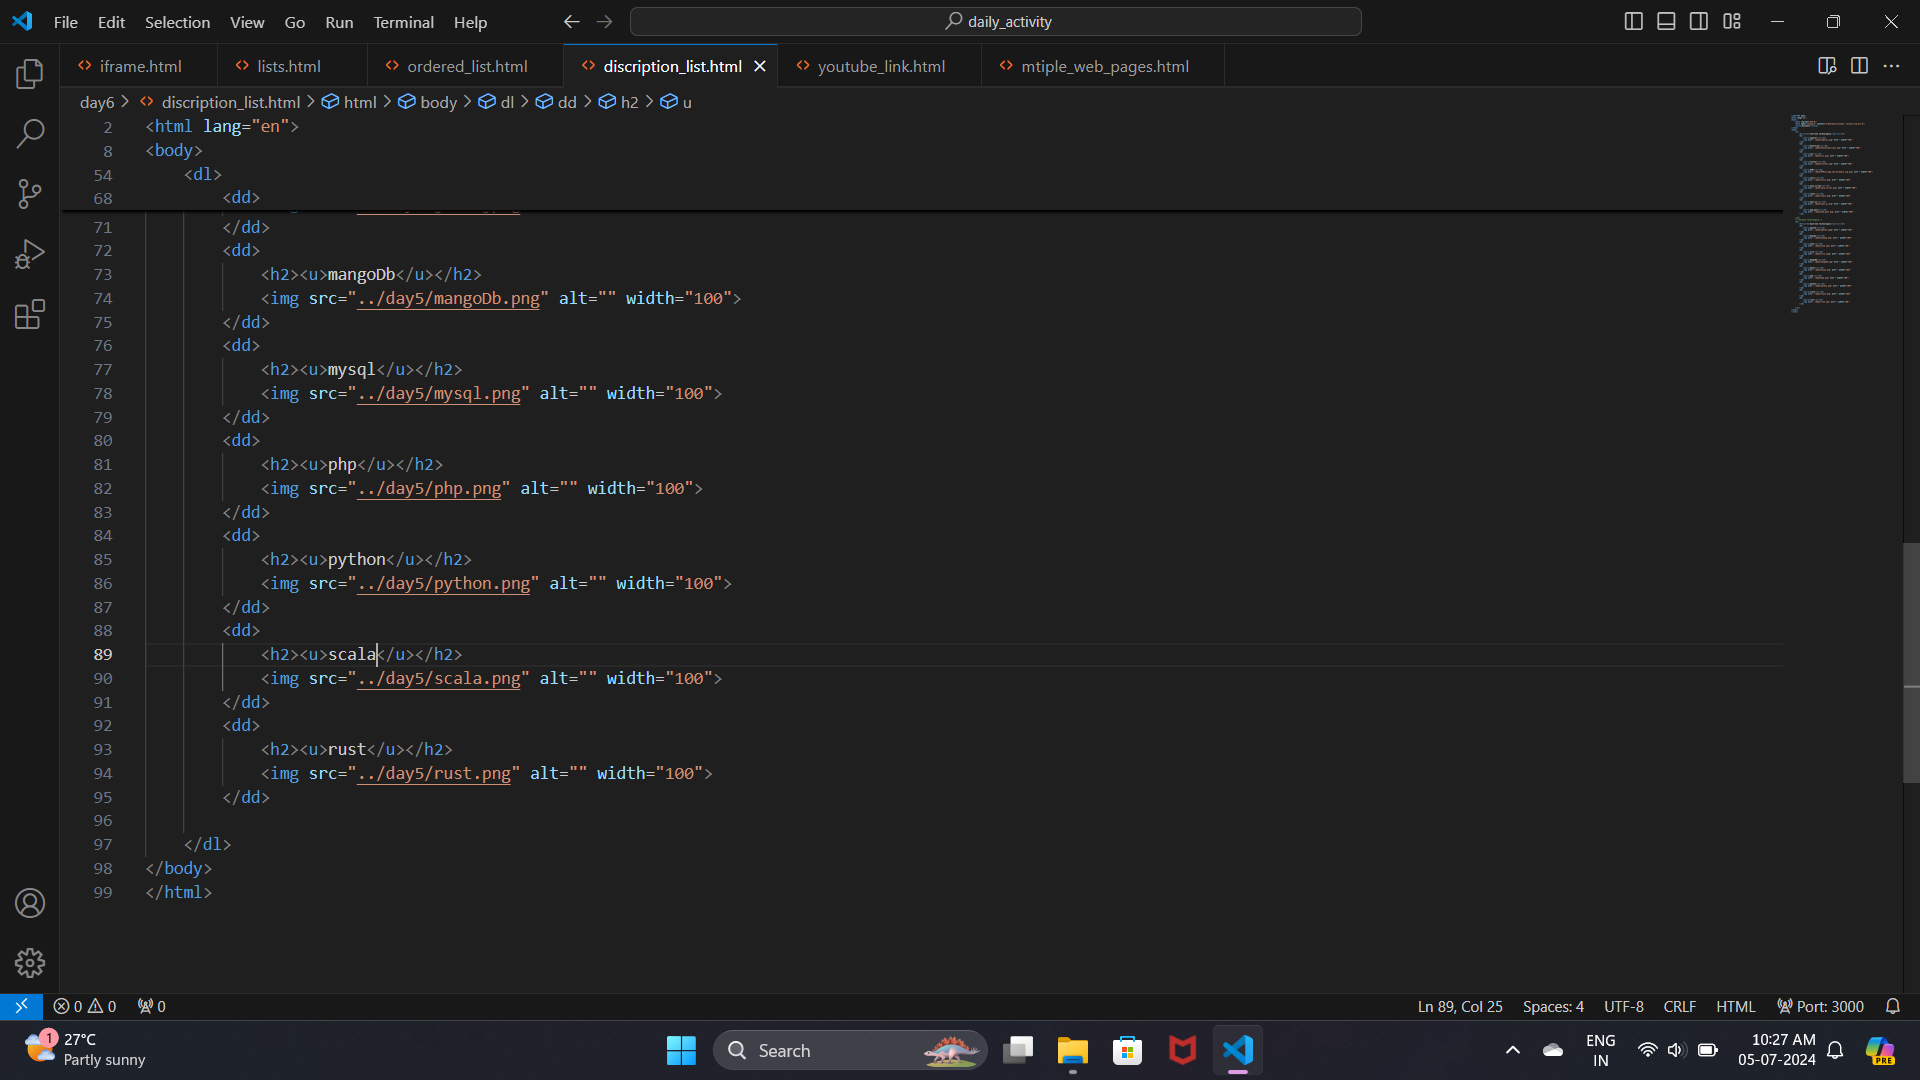 File Edit Selection View Go Run Terminal Help daily_activity
iframe.html lists.html ordered_list.html discription_list.html youtube_link.html mtiple_web_pages.html
day6 > discription_list.html > html > body > dl > dd > h2 > u
2 <html lang="en">
8 <body>
54 <dl>
68 <dd>
71 </dd>
72 <dd>
73 <h2><u>mangoDb</u></h2>
74 <img src="../day5/mangoDb.png" alt="" width="100">
75 </dd>
76 <dd>
77 <h2><u>mysql</u></h2>
78 <img src="../day5/mysql.png" alt="" width="100">
79 </dd>
80 <dd>
81 <h2><u>php</u></h2>
82 <img src="../day5/php.png" alt="" width="100">
83 </dd>
84 <dd>
85 <h2><u>python</u></h2>
86 <img src="../day5/python.png" alt="" width="100">
87 </dd>
88 <dd>
89 <h2><u>scala</u></h2>
90 <img src="../day5/scala.png" alt="" width="100">
91 </dd>
92 <dd>
93 <h2><u>rust</u></h2>
94 <img src="../day5/rust.png" alt="" width="100">
95 </dd>
96
97 </dl>
98 </body>
99 </html>
0 0 0 Ln 89, Col 25 Spaces: 4 UTF-8 CRLF HTML Port: 3000
1 27°C
Partly sunny
Search
ENG
IN
10:27 AM
05-07-2024
PRE